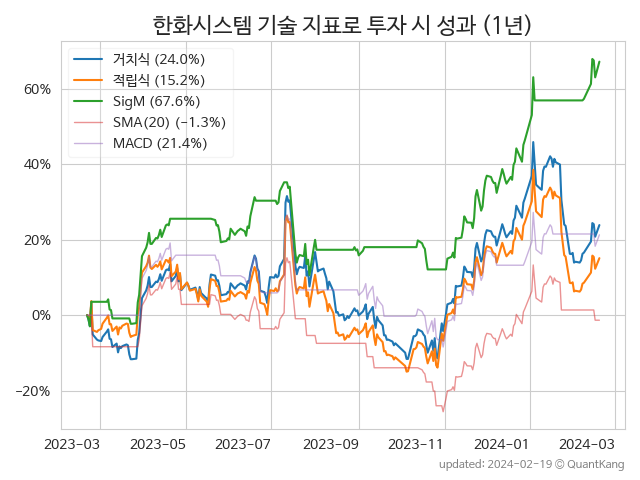 한화시스템 기술 지표로 투자 시 성과 (1년)
거치식 (24.0%)
적립식 (15.2%)
SigM (67.6%)
SMA(20) (−1.3%)
MACD (21.4%)
60%
40%
20%
0%
−20%
2023-03 2023-05 2023-07 2023-09 2023-11 2024-01 2024-03
updated: 2024-02-19 © QuantKang